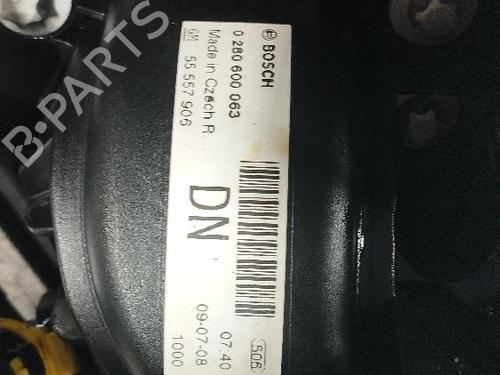 BOSCH
0 280 600 063
Made in Czech R.
GM 55 557 906
DN
506
07:40
09-07-08
1000
B-PARTS